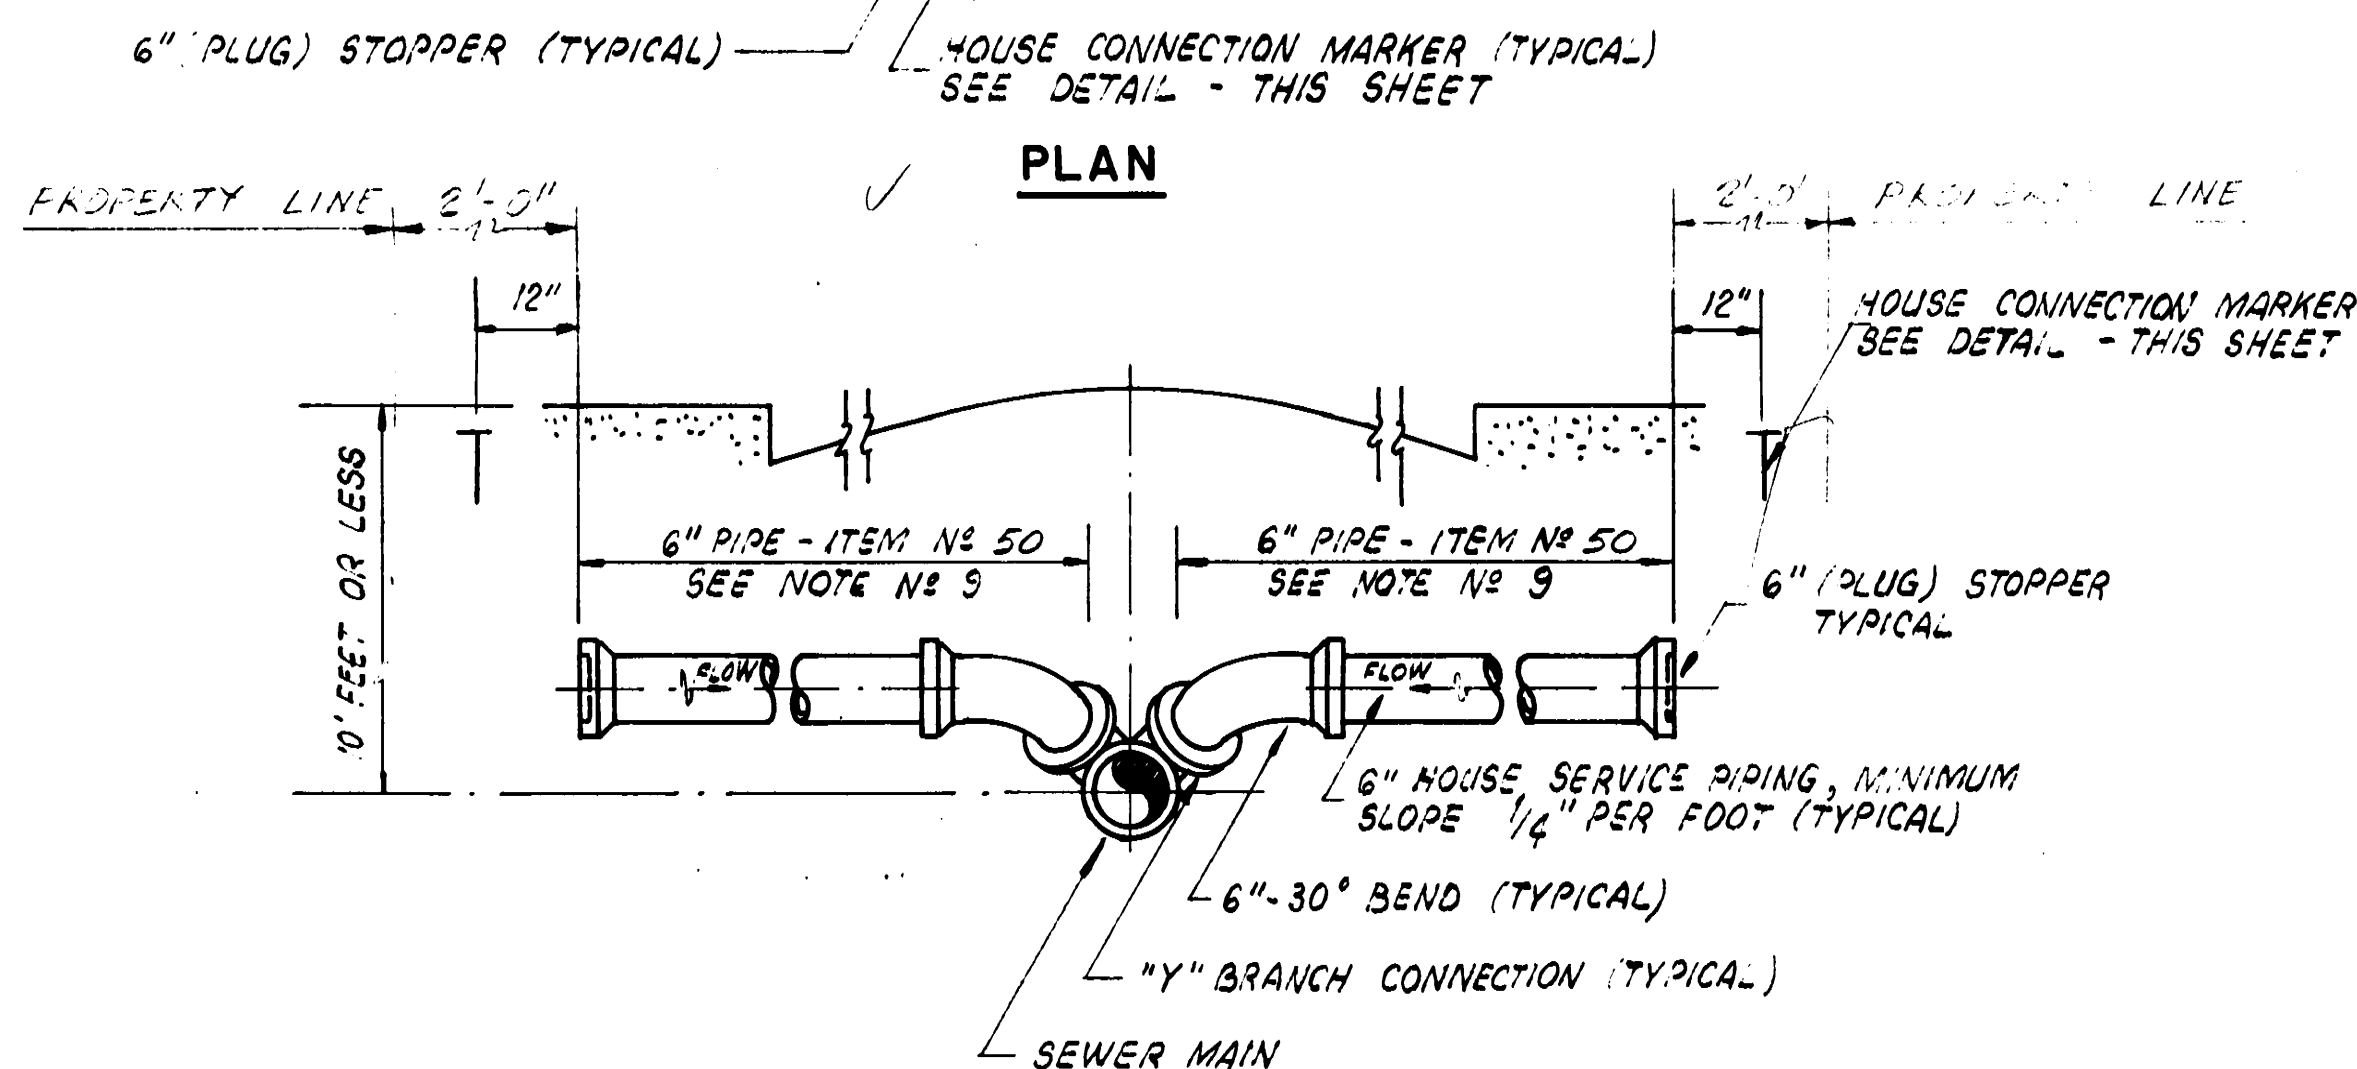 6" (PLUG) STOPPER (TYPICAL)
HOUSE CONNECTION MARKER (TYPICAL)
SEE DETAIL - THIS SHEET
PLAN
PROPERTY LINE
2'-0"
2'-0"
PROPERTY LINE
12"
12"
HOUSE CONNECTION MARKER
SEE DETAIL - THIS SHEET
FEET OR LESS
6" PIPE - ITEM Nº 50
SEE NOTE Nº 9
6" PIPE - ITEM Nº 50
SEE NOTE Nº 9
6" (PLUG) STOPPER
TYPICAL
FLOW
FLOW
6" HOUSE SERVICE PIPING, MINIMUM
SLOPE 1/4" PER FOOT (TYPICAL)
6"-30° BEND (TYPICAL)
"Y" BRANCH CONNECTION (TYPICAL)
SEWER MAIN